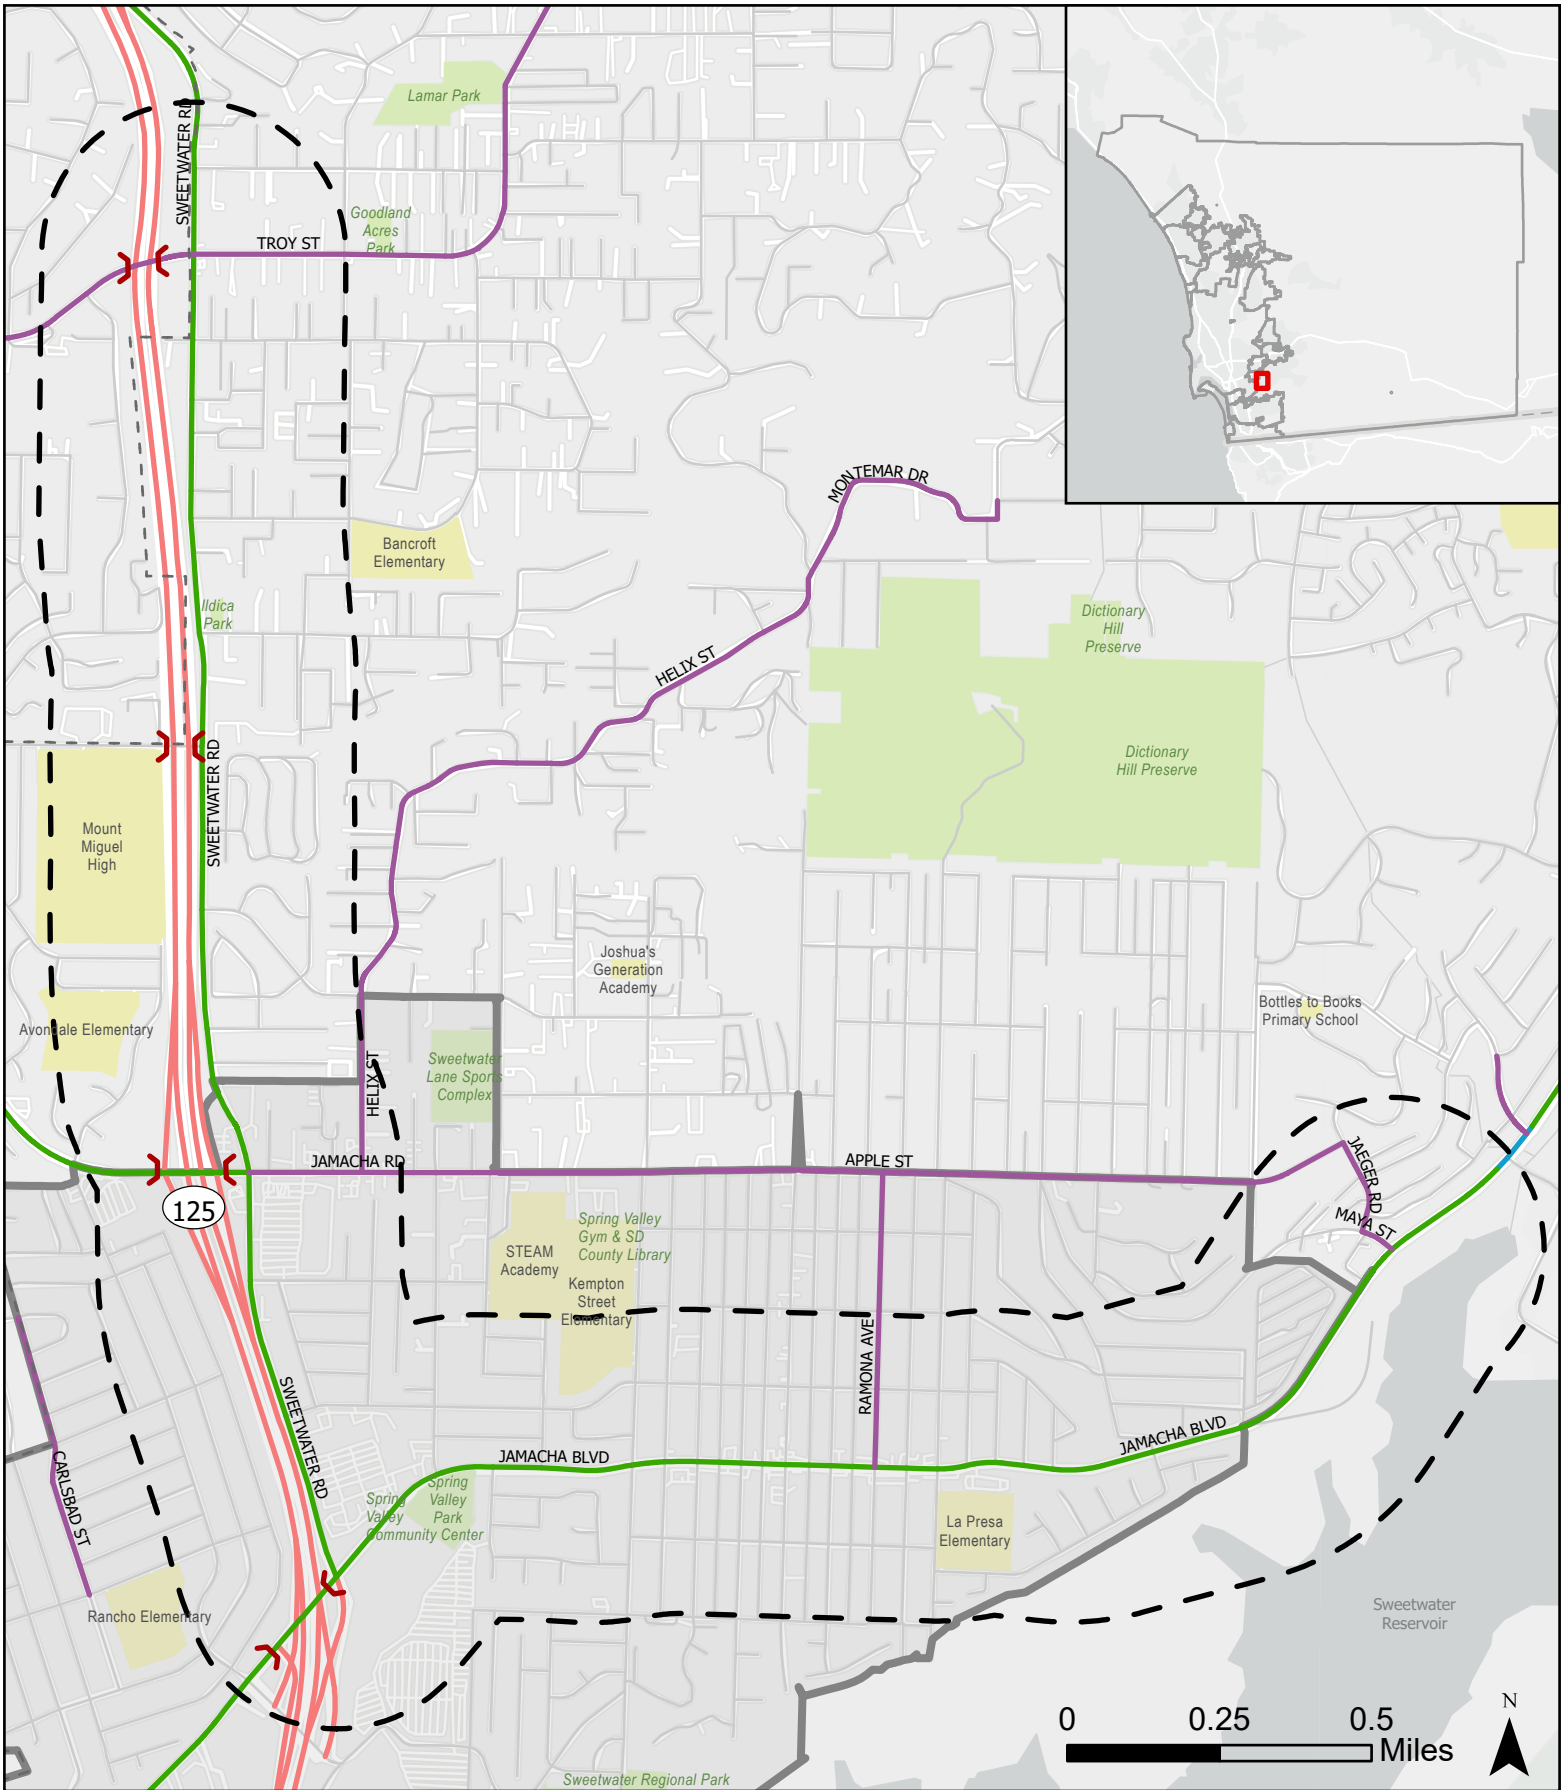 Lamar Park
SWEETWATER RD
Goodland
Acres
Park
TROY ST
MONTEMAR DR
Bancroft
Elementary
Ildica
Park
Dictionary
Hill
Preserve
HELIX ST
Dictionary
Hill Preserve
SWEETWATER RD
Mount
Miguel
High
Joshua's
Generation
Academy
Bottles to Books
Primary School
Avondale Elementary
Sweetwater
Lane Sports
Complex
HELIX ST
JAMACHA RD
APPLE ST
JAEGER RD
MAYA ST
125
STEAM
Academy
Spring Valley
Gym & SD
County Library
Kempton
Street
Elementary
RAMONA AVE
SWEETWATER RD
JAMACHA BLVD
JAMACHA BLVD
CARLSBAD ST
Spring
Valley
Park
Spring
Valley
Community Center
La Presa
Elementary
Rancho Elementary
Sweetwater
Reservoir
N
0 0.25 0.5
Miles
Sweetwater Regional Park